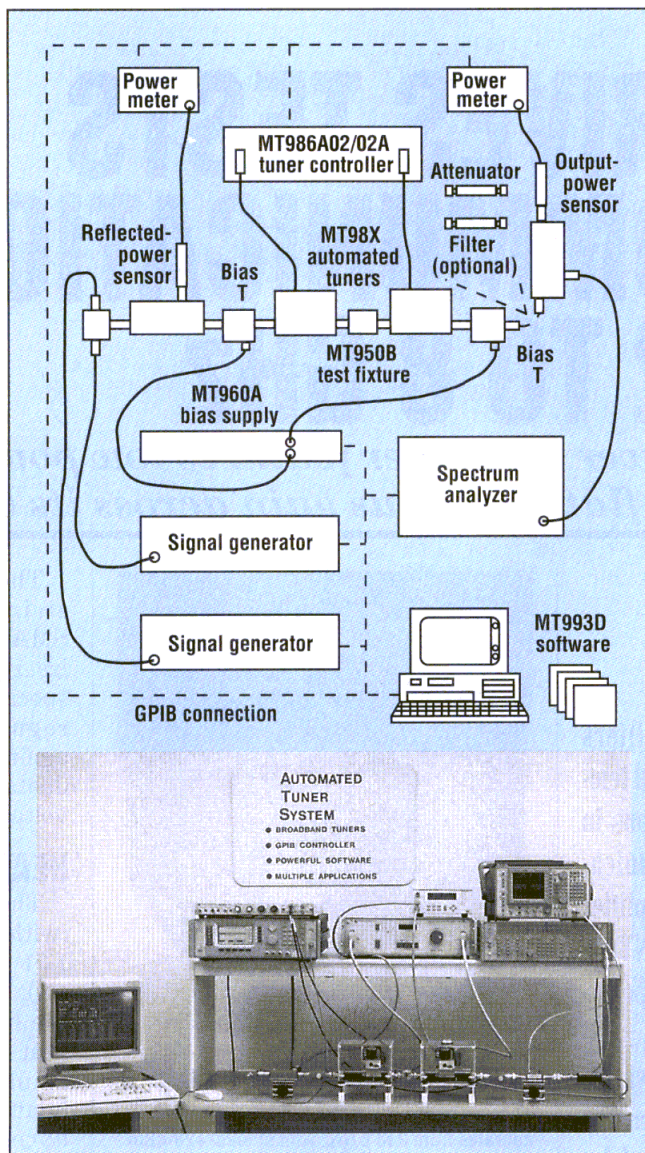 Power
meter
Power
meter
MT986A02/02A
tuner controller
Attenuator
Output-
power
sensor
Reflected-
power
sensor
Bias
T
MT98X
automated
tuners
Filter
(optional)
MT950B
test fixture
Bias
T
MT960A
bias supply
Spectrum
analyzer
Signal generator
Signal generator
MT993D
software
GPIB connection
AUTOMATED
TUNER
SYSTEM
● BROADBAND TUNERS
● GPIB CONTROLLER
● POWERFUL SOFTWARE
● MULTIPLE APPLICATIONS